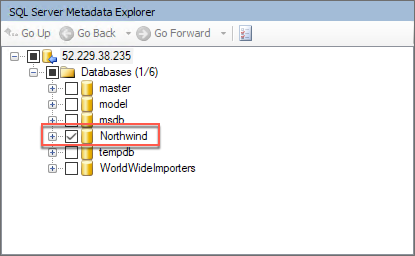 SQL Server Metadata Explorer
Go Up Go Back Go Forward
52.229.38.235
Databases (1/6)
master
model
msdb
Northwind
tempdb
WorldWideImporters